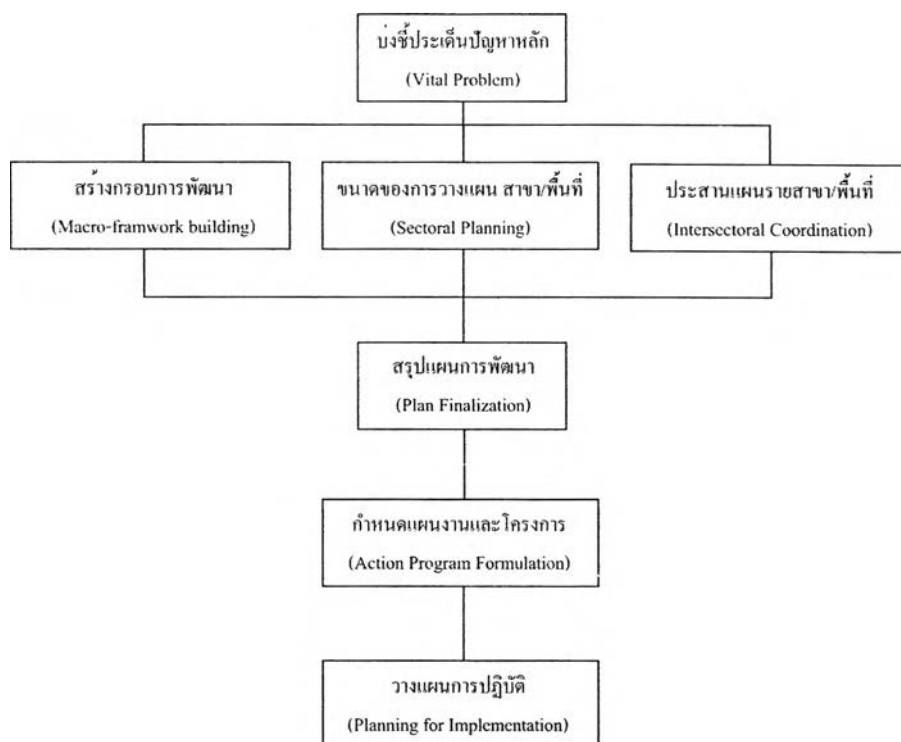 บ่งชี้ประเด็นปัญหาหลัก
(Vital Problem)
สร้างกรอบการพัฒนา
(Macro-framwork building)
ขนาดของการวางแผน สาขา/พื้นที่
(Sectoral Planning)
ประสานแผนรายสาขา/พื้นที่
(Intersectoral Coordination)
สรุปแผนการพัฒนา
(Plan Finalization)
กำหนดแผนงานและโครงการ
(Action Program Formulation)
วางแผนการปฏิบัติ
(Planning for Implementation)